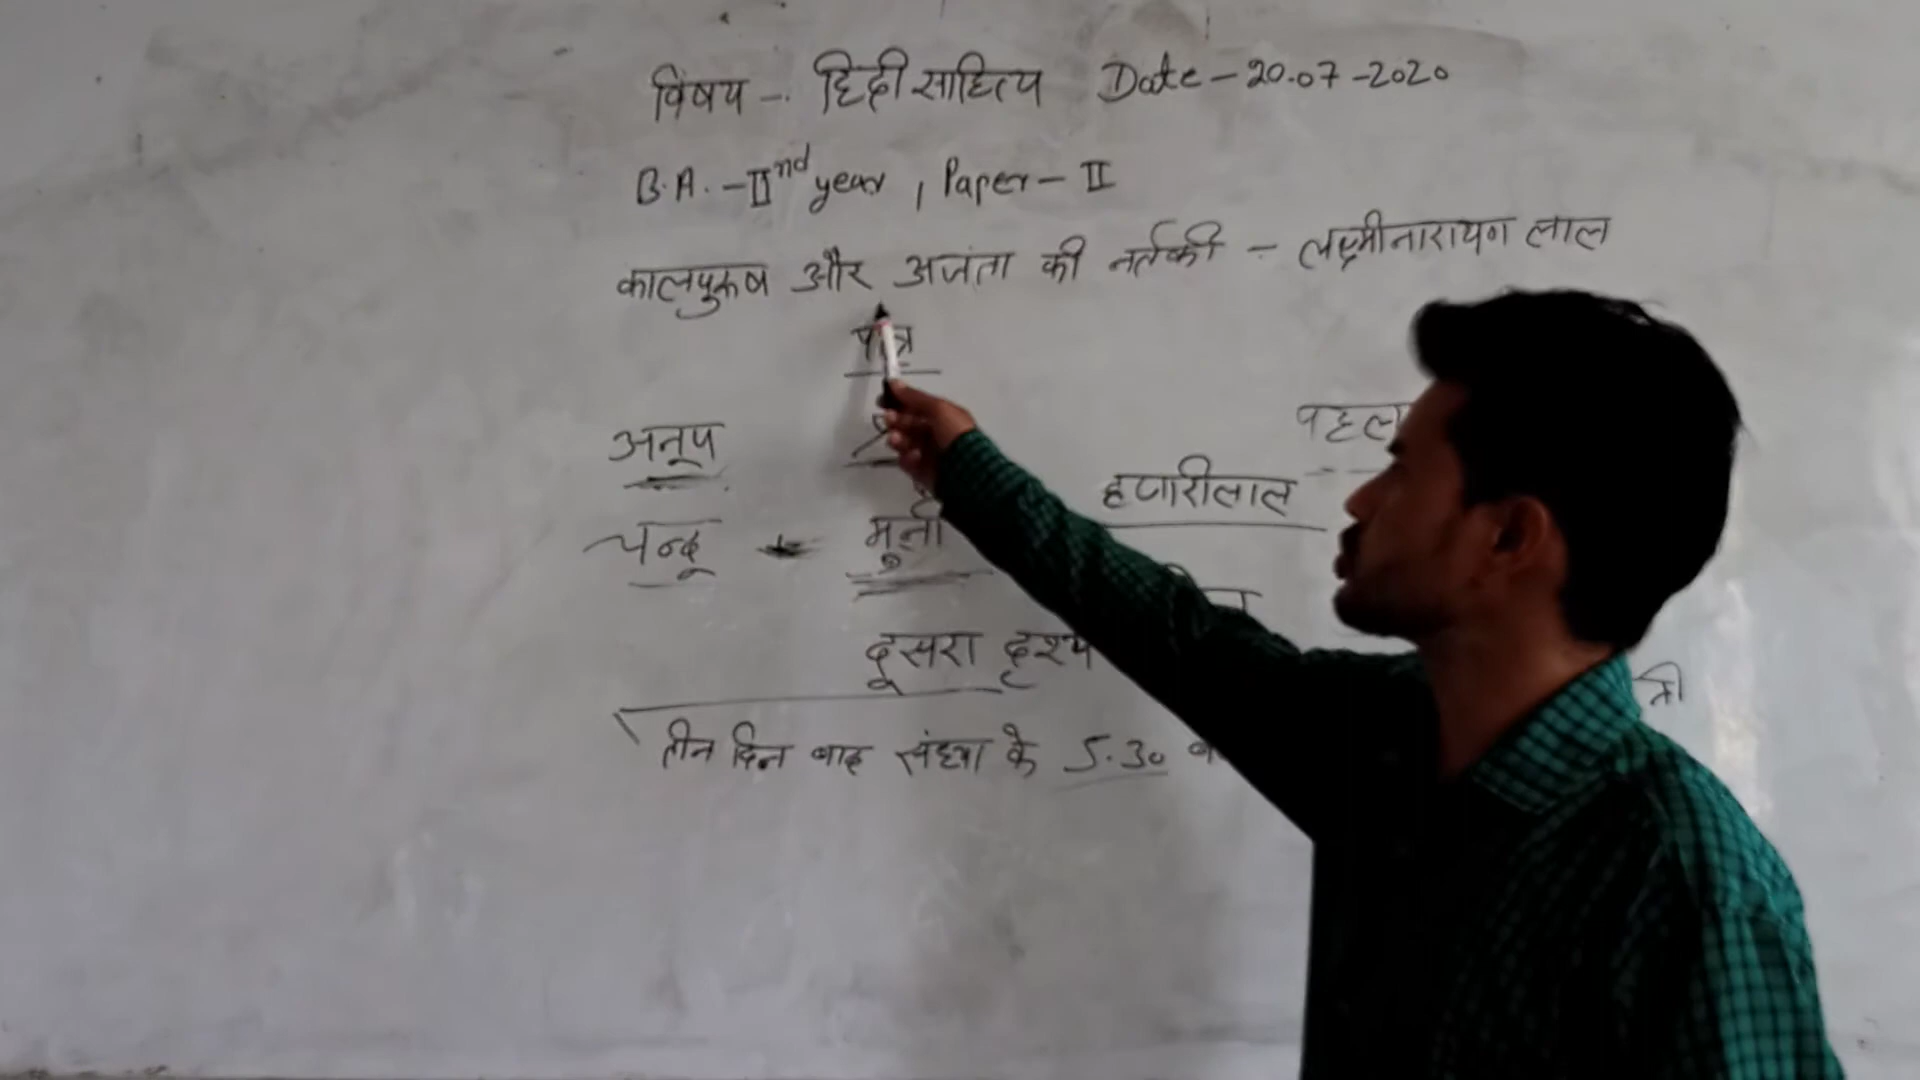 विषय -. हिंदी साहित्य Date - 20.07-2020
B.A. - IInd year, Paper - II
कालपुरुष और अजंता की नर्तकी - लक्ष्मीनारायण लाल
पात्र
अनूप
हजारीलाल
चन्दू मुन्नी
दूसरा दृश्य
तीन दिन बाद संध्या के 5.30